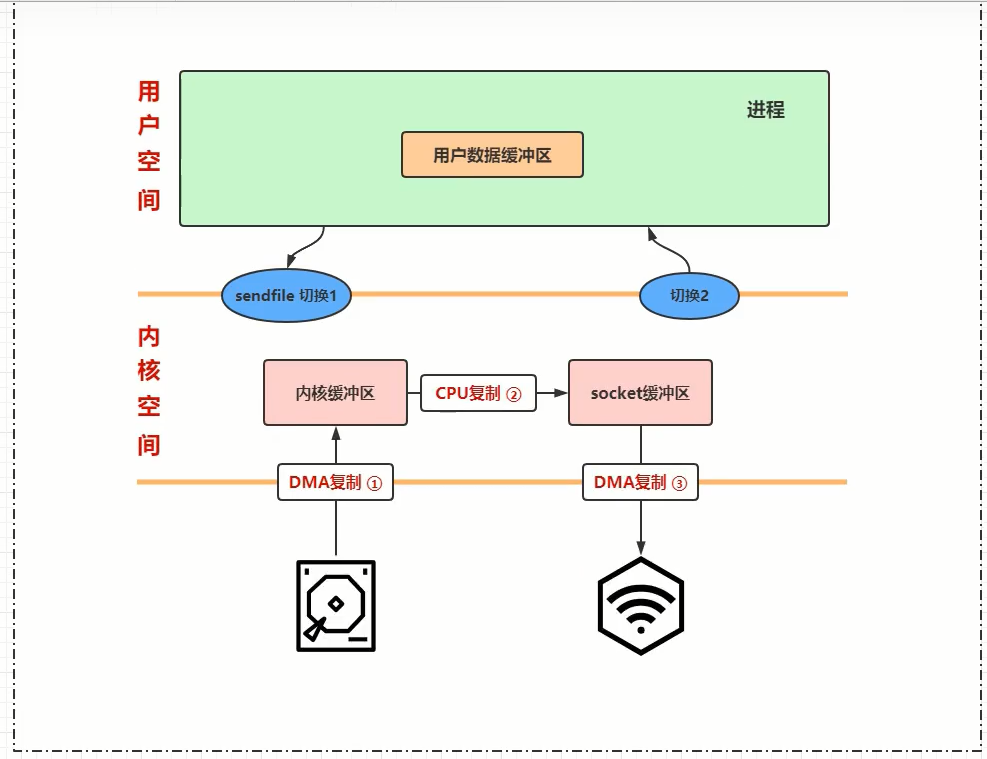 用户空间
进程
用户数据缓冲区
sendfile 切换1
切换2
内核空间
内核缓冲区
CPU复制 ②
socket缓冲区
DMA复制 ①
DMA复制 ③